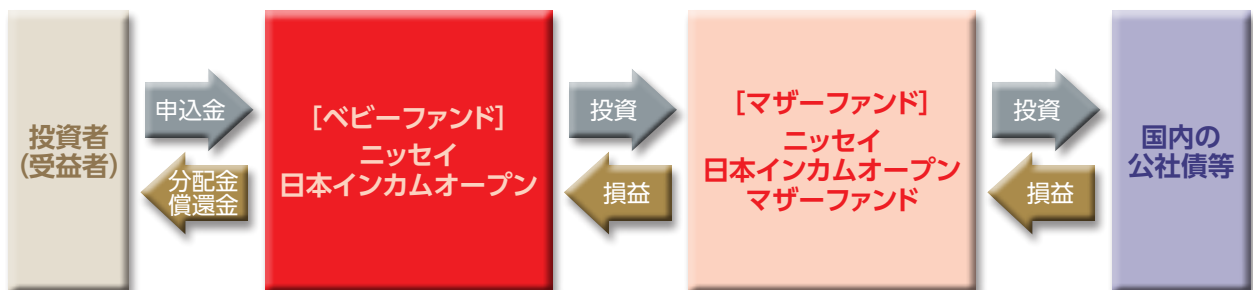 投資者
(受益者)
申込金
分配金
償還金
[ベビーファンド]
ニッセイ
日本インカムオープン
投資
損益
[マザーファンド]
ニッセイ
日本インカムオープン
マザーファンド
投資
損益
国内の
公社債等